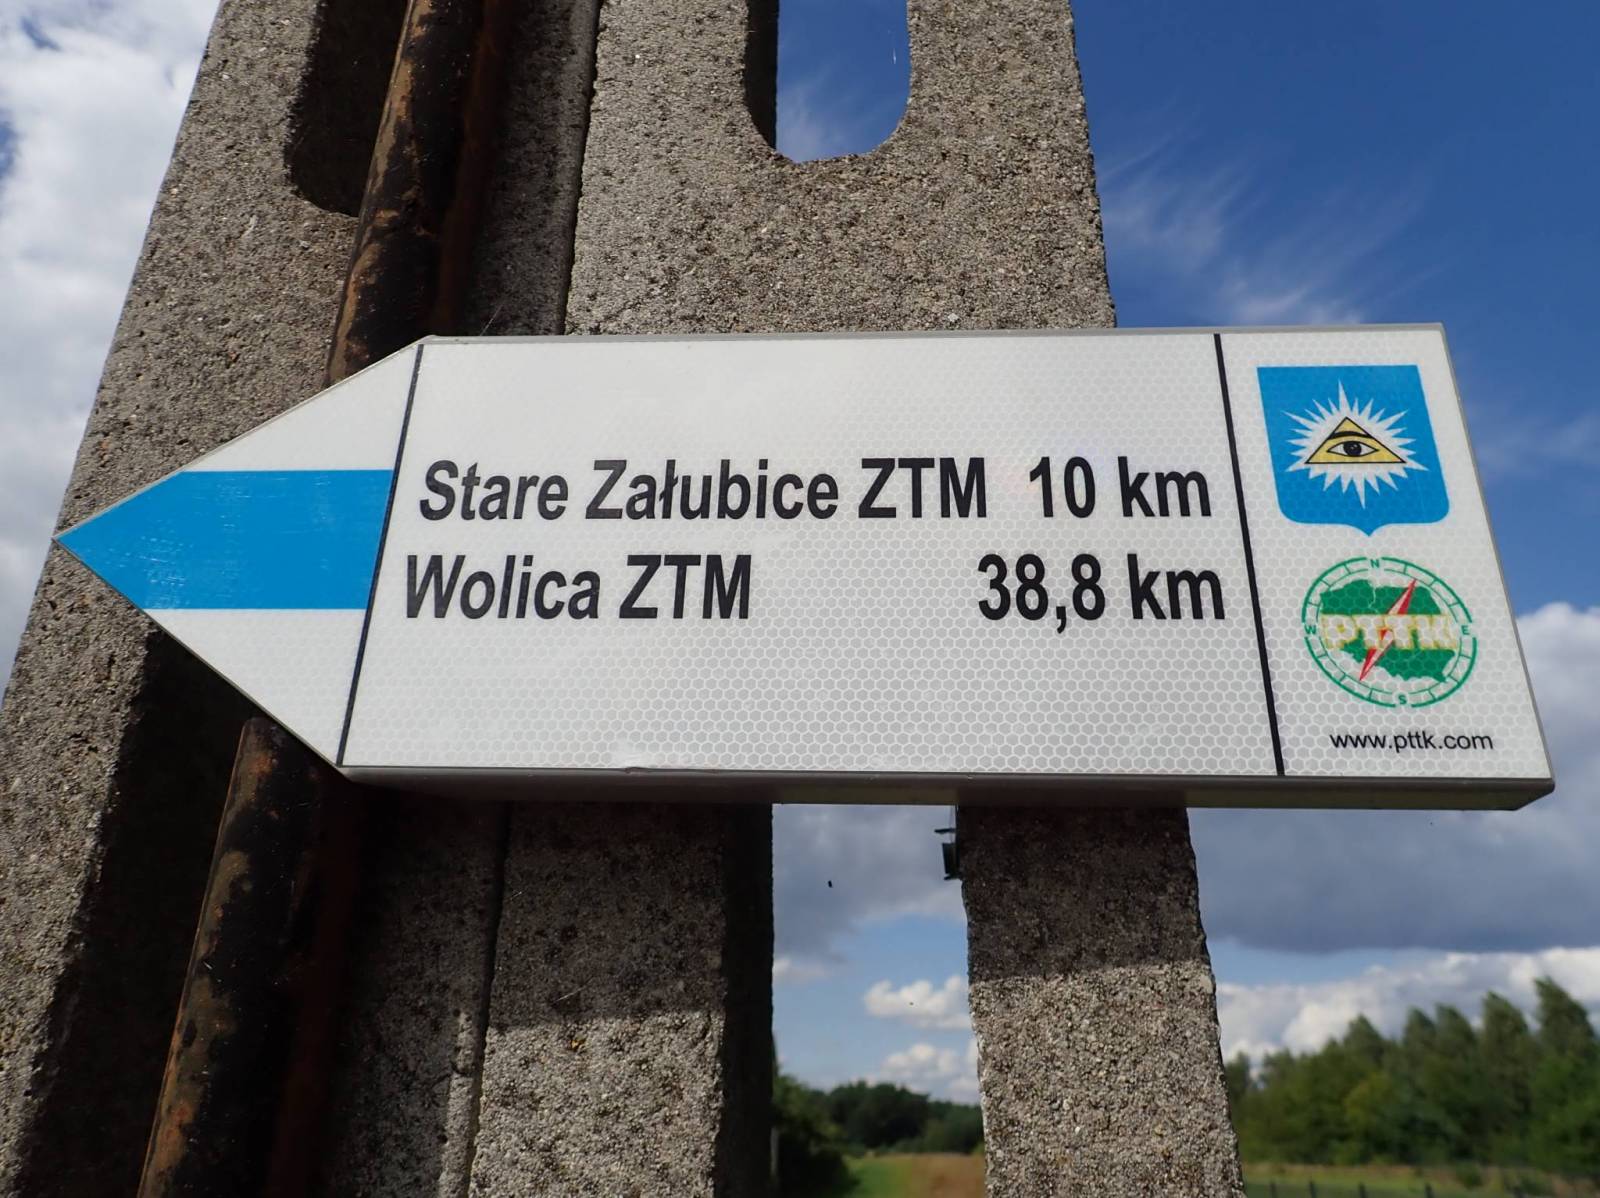 Stare Załubice ZTM 10 km
Wolica ZTM 38,8 km
N
W PTTK E
S
www.pttk.com